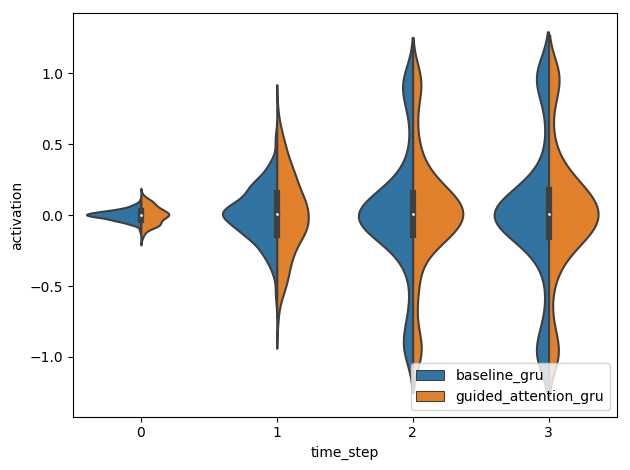 1.0
0.5
0.0
−0.5
−1.0
activation
0
1
2
3
time_step
baseline_gru
guided_attention_gru